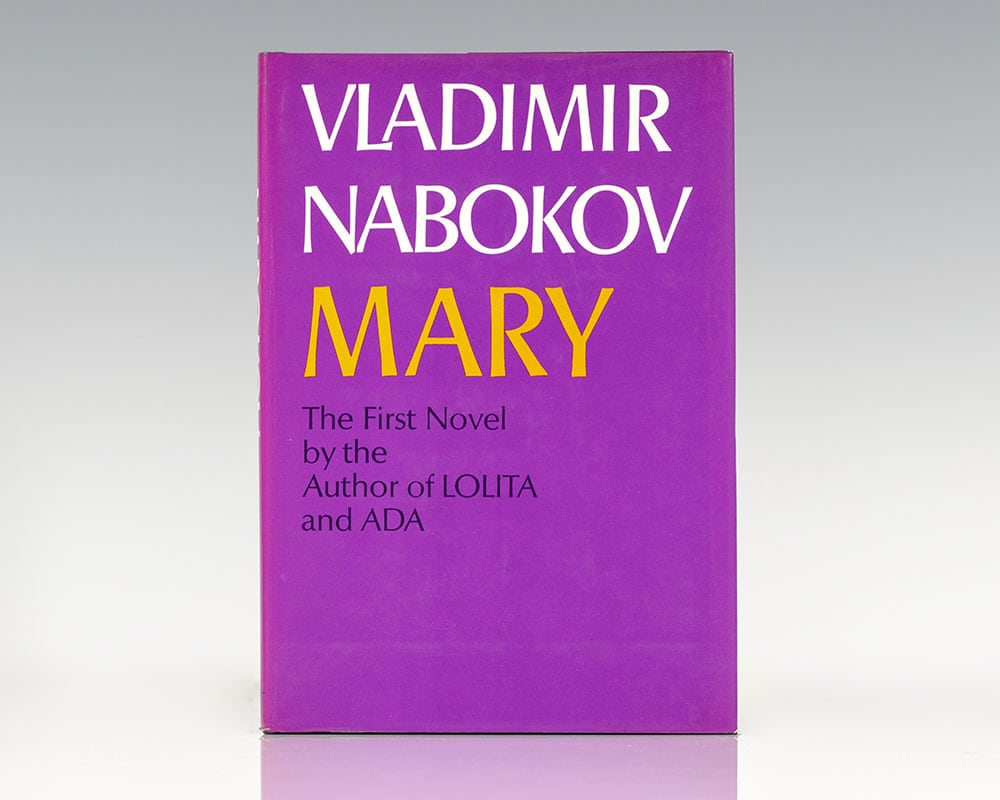 VLADIMIR
NABOKOV
MARY
The First Novel
by the
Author of LOLITA
and ADA